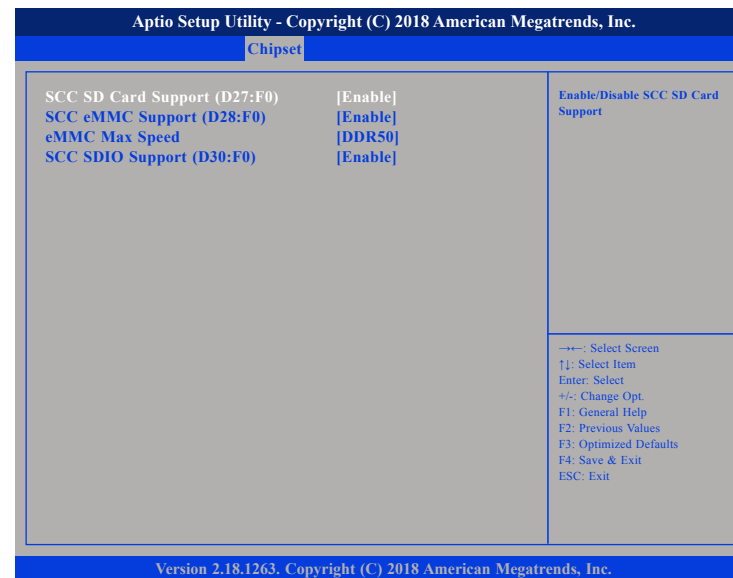 Aptio Setup Utility - Copyright (C) 2018 American Megatrends, Inc.
Chipset
SCC SD Card Support (D27:F0) [Enable]
SCC eMMC Support (D28:F0) [Enable]
eMMC Max Speed [DDR50]
SCC SDIO Support (D30:F0) [Enable]
Enable/Disable SCC SD Card
Support
→←: Select Screen
↑↓: Select Item
Enter: Select
+/-: Change Opt.
F1: General Help
F2: Previous Values
F3: Optimized Defaults
F4: Save & Exit
ESC: Exit
Version 2.18.1263. Copyright (C) 2018 American Megatrends, Inc.